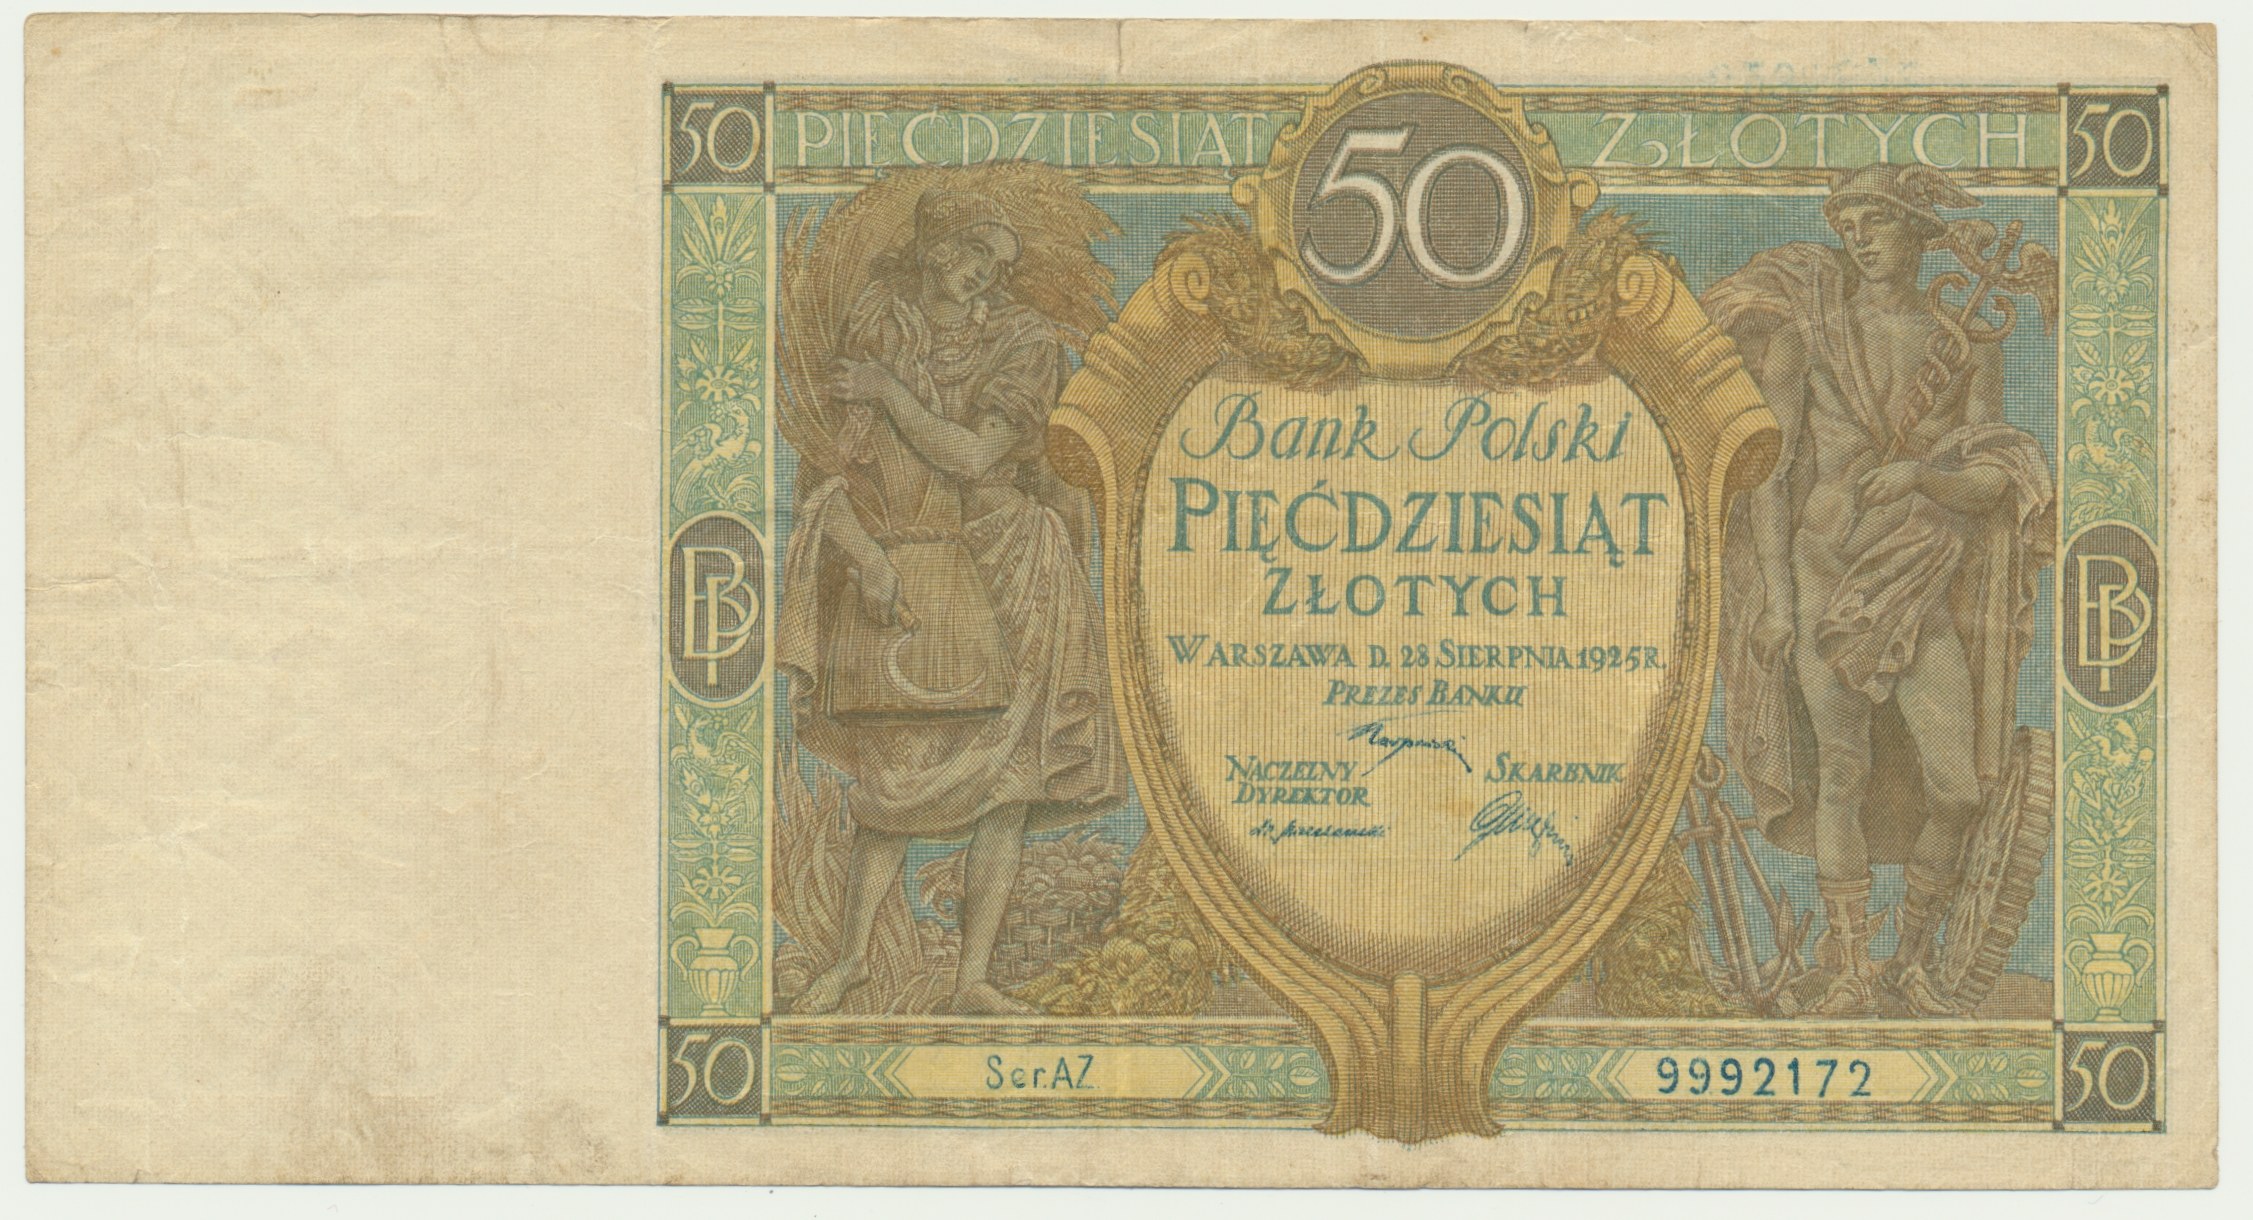 50 PIĘĆDZIESIĄT 50 ZŁOTYCH 50
Bank Polski
PIĘĆDZIESIĄT
ZŁOTYCH
WARSZAWA D. 28 SIERPNIA 1925 R.
PREZES BANKU
NACZELNY SKARBNIK
DYREKTOR
BP BP
50 Ser.AZ. 9992172 50